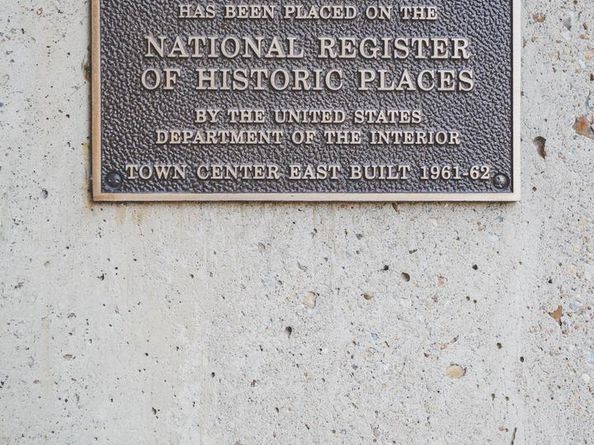 HAS BEEN PLACED ON THE
NATIONAL REGISTER
OF HISTORIC PLACES
BY THE UNITED STATES
DEPARTMENT OF THE INTERIOR
TOWN CENTER EAST BUILT 1961-62